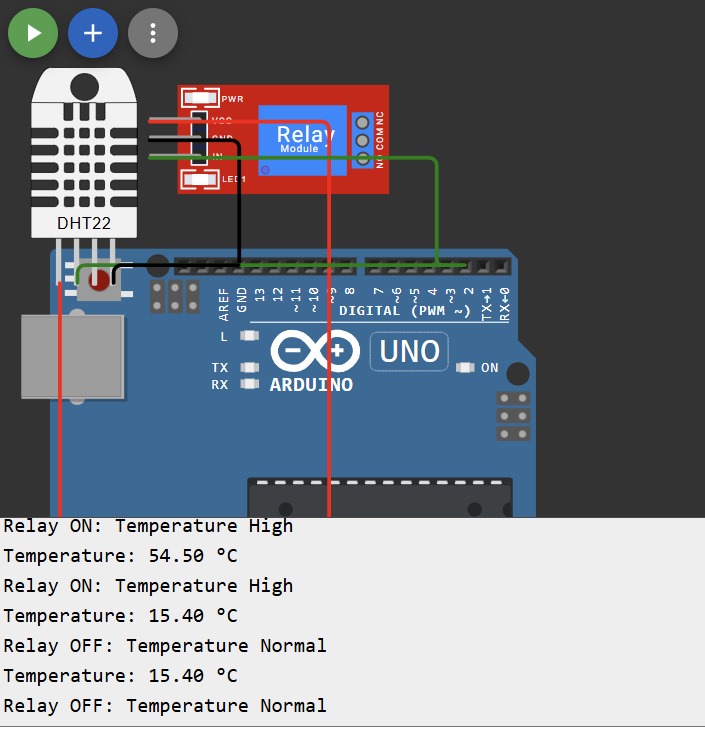 PWR
VCC
GND
IN
Relay
Module
NO COM NC
LED1
DHT22
AREF
GND
13
12
~11
~10
~9
8
7
~6
~5
4
~3
2
TX→1
RX←0
DIGITAL (PWM ~)
L
TX
RX
ARDUINO
UNO
ON
Relay ON: Temperature High
Temperature: 54.50 °C
Relay ON: Temperature High
Temperature: 15.40 °C
Relay OFF: Temperature Normal
Temperature: 15.40 °C
Relay OFF: Temperature Normal